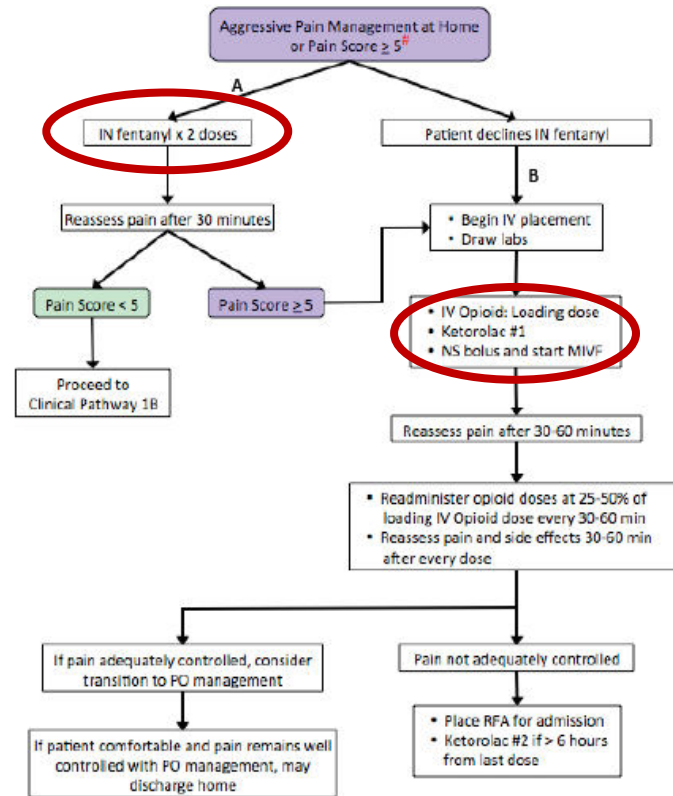 Aggressive Pain Management at Home
or Pain Score ≥ 5#
A
IN fentanyl x 2 doses
Patient declines IN fentanyl
B
Reassess pain after 30 minutes
• Begin IV placement
• Draw labs
Pain Score < 5
Pain Score ≥ 5
• IV Opioid: Loading dose
• Ketorolac #1
• NS bolus and start MIVF
Proceed to
Clinical Pathway 1B
Reassess pain after 30-60 minutes
• Readminister opioid doses at 25-50% of
loading IV Opioid dose every 30-60 min
• Reassess pain and side effects 30-60 min
after every dose
If pain adequately controlled, consider
transition to PO management
Pain not adequately controlled
If patient comfortable and pain remains well
controlled with PO management, may
discharge home
• Place RFA for admission
• Ketorolac #2 if > 6 hours
from last dose